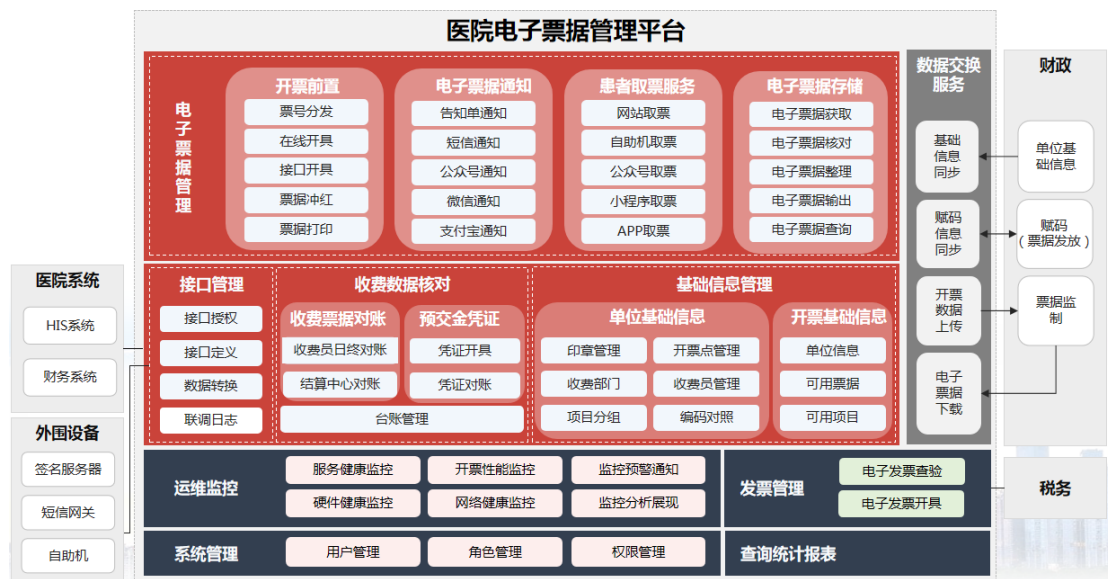 医院电子票据管理平台
电子票据管理
开票前置
票号分发
在线开具
接口开具
票据冲红
票据打印
电子票据通知
告知单通知
短信通知
公众号通知
微信通知
支付宝通知
患者取票服务
网站取票
自助机取票
公众号取票
小程序取票
APP取票
电子票据存储
电子票据获取
电子票据核对
电子票据整理
电子票据输出
电子票据查询
数据交换
服务
基础
信息
同步
赋码
信息
同步
开票
数据
上传
电子
票据
下载
财政
单位基
础信息
赋码
（票据发放）
票据监
制
医院系统
HIS系统
财务系统
外围设备
签名服务器
短信网关
自助机
接口管理
接口授权
接口定义
数据转换
联调日志
收费数据核对
收费票据对账
收费员日终对账
结算中心对账
预交金凭证
凭证开具
凭证对账
台账管理
基础信息管理
单位基础信息
印章管理
开票点管理
收费部门
收费员管理
项目分组
编码对照
开票基础信息
单位信息
可用票据
可用项目
运维监控
服务健康监控
开票性能监控
监控预警通知
硬件健康监控
网络健康监控
监控分析展现
发票管理
电子发票查验
电子发票开具
税务
系统管理
用户管理
角色管理
权限管理
查询统计报表